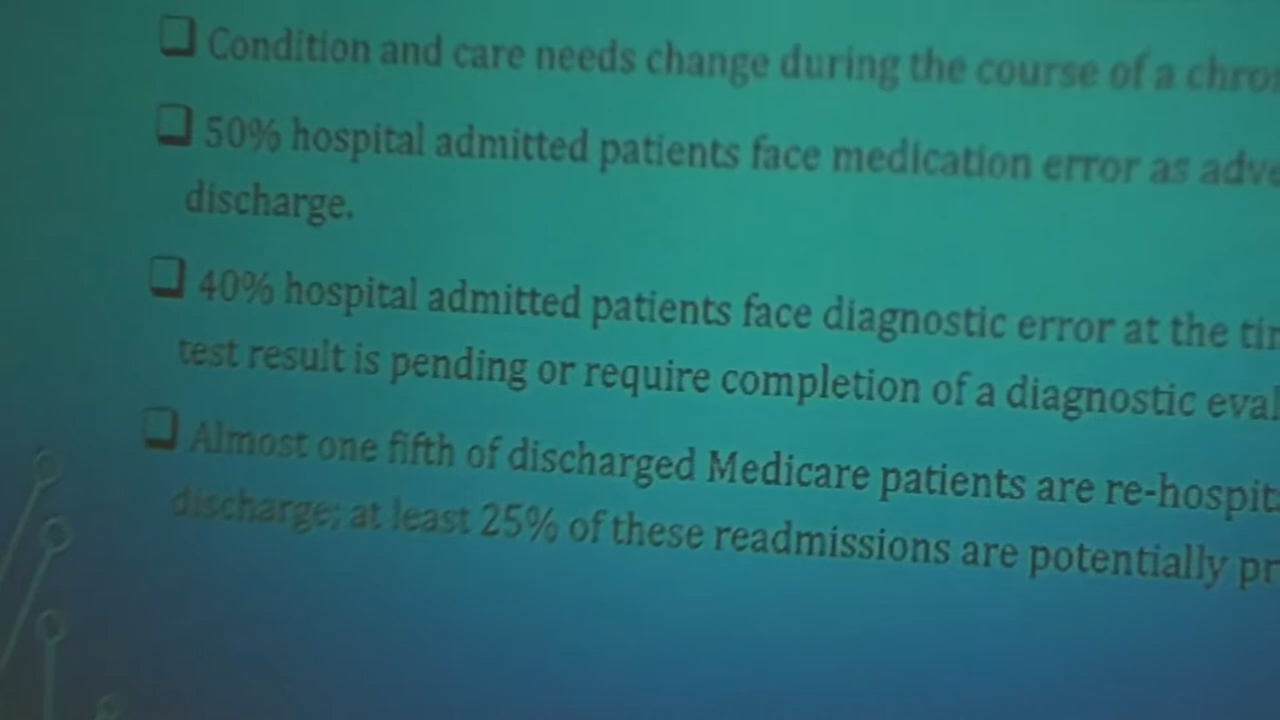 Condition and care needs change during the course of a
50% hospital admitted patients face medication error as
discharge.
40% hospital admitted patients face diagnostic error at the
test result is pending or require completion of a diagnostic
Almost one fifth of discharged Medicare patients are
discharge; at least 25% of these readmissions are potentially